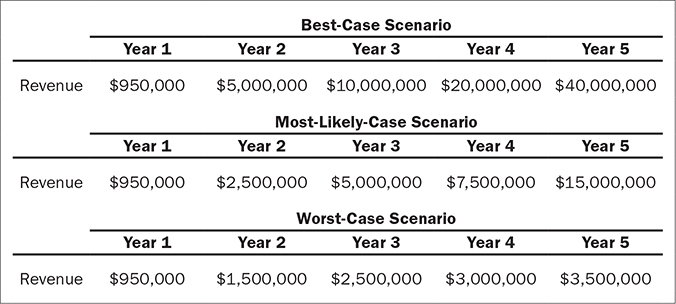 Best-Case Scenario
Year 1 Year 2 Year 3 Year 4 Year 5
Revenue $950,000 $5,000,000 $10,000,000 $20,000,000 $40,000,000
Most-Likely-Case Scenario
Year 1 Year 2 Year 3 Year 4 Year 5
Revenue $950,000 $2,500,000 $5,000,000 $7,500,000 $15,000,000
Worst-Case Scenario
Year 1 Year 2 Year 3 Year 4 Year 5
Revenue $950,000 $1,500,000 $2,500,000 $3,000,000 $3,500,000